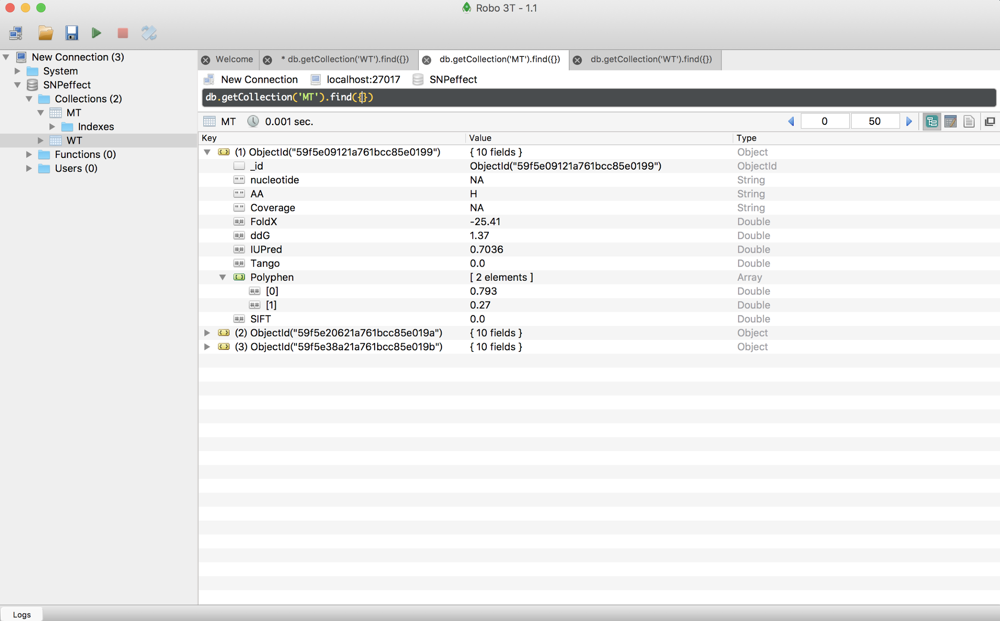 Robo 3T - 1.1
New Connection (3)
System
SNPeffect
Collections (2)
MT
Indexes
WT
Functions (0)
Users (0)
Welcome
* db.getCollection('WT').find({})
db.getCollection('MT').find({})
db.getCollection('WT').find({})
New Connection localhost:27017 SNPeffect
db.getCollection('MT').find({})
MT 0.001 sec. 0 50
Key Value Type
(1) ObjectId("59f5e09121a761bcc85e0199") { 10 fields } Object
_id ObjectId("59f5e09121a761bcc85e0199") ObjectId
nucleotide NA String
AA H String
Coverage NA String
FoldX -25.41 Double
ddG 1.37 Double
IUPred 0.7036 Double
Tango 0.0 Double
Polyphen [ 2 elements ] Array
[0] 0.793 Double
[1] 0.27 Double
SIFT 0.0 Double
(2) ObjectId("59f5e20621a761bcc85e019a") { 10 fields } Object
(3) ObjectId("59f5e38a21a761bcc85e019b") { 10 fields } Object
Logs